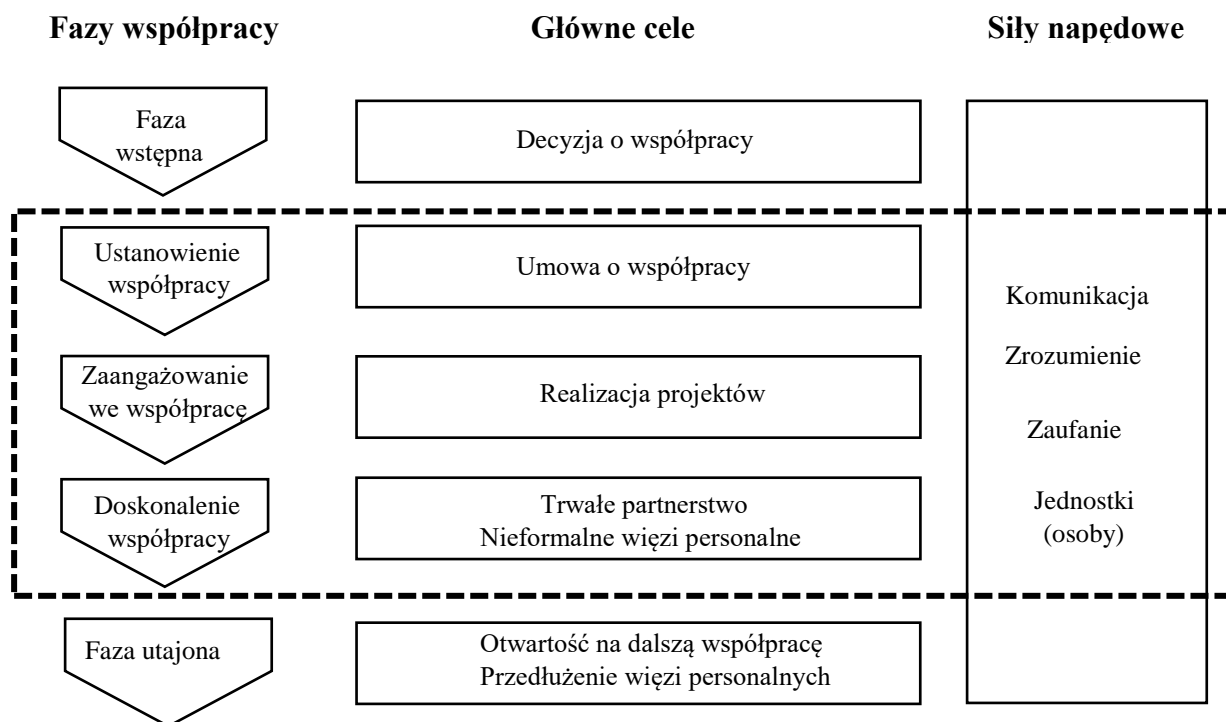 Fazy współpracy
Główne cele
Siły napędowe
Faza
wstępna
Decyzja o współpracy
Ustanowienie
współpracy
Umowa o współpracy
Zaangażowanie
we współpracę
Realizacja projektów
Doskonalenie
współpracy
Trwałe partnerstwo
Nieformalne więzi personalne
Faza utajona
Otwartość na dalszą współpracę
Przedłużenie więzi personalnych
Komunikacja
Zrozumienie
Zaufanie
Jednostki
(osoby)